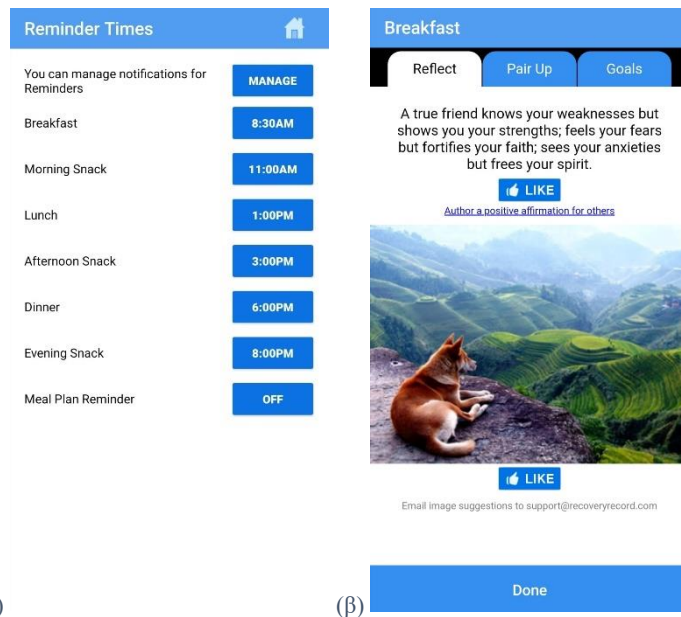 Reminder Times
You can manage notifications for
Reminders
MANAGE
Breakfast
8:30AM
Morning Snack
11:00AM
Lunch
1:00PM
Afternoon Snack
3:00PM
Dinner
6:00PM
Evening Snack
8:00PM
Meal Plan Reminder
OFF
)
(β)
Breakfast
Reflect
Pair Up
Goals
A true friend knows your weaknesses but
shows you your strengths; feels your fears
but fortifies your faith; sees your anxieties
but frees your spirit.
LIKE
Author a positive affirmation for others
LIKE
Email image suggestions to support@recoveryrecord.com
Done